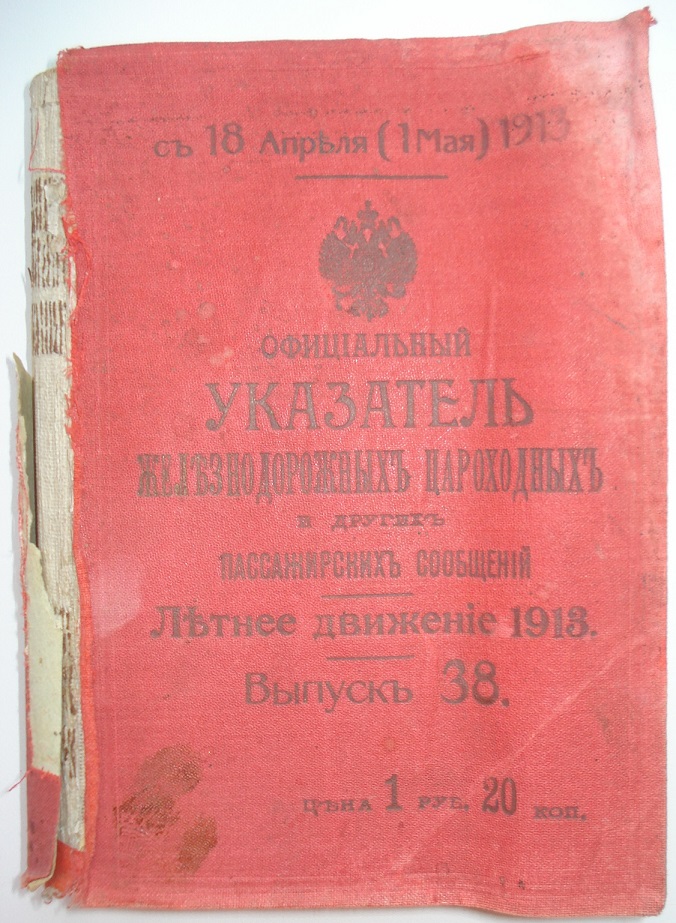 съ 18 Апрѣля (1 Мая) 1913
ОФИЦІАЛЬНЫЙ
УКАЗАТЕЛЬ
ЖЕЛѢЗНОДОРОЖНЫХЪ ПАРОХОДНЫХЪ
и ДРУГИХЪ
ПАССАЖИРСКИХЪ СООБЩЕНІЙ
Лѣтнее движеніе 1913.
Выпускъ 38.
ЦѢНА 1 РУБ. 20 КОП.